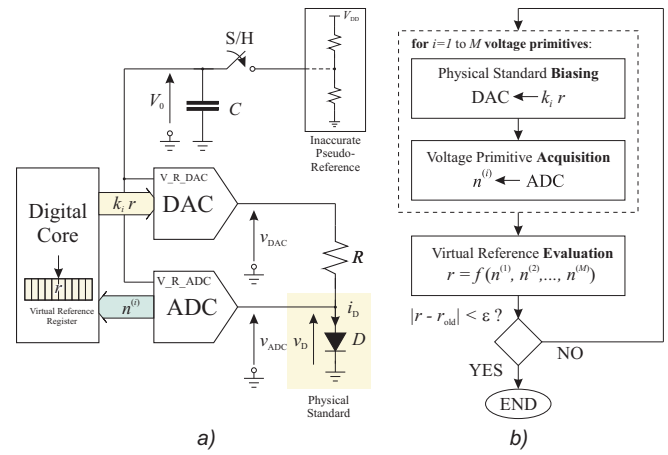 S/H
V_DD
V_0
C
Inaccurate
Pseudo-
Reference
Digital
Core
r
Virtual Reference
Register
k_i r
V_R_DAC
DAC
v_DAC
R
n^(i)
V_R_ADC
ADC
v_ADC
v_D
i_D
D
Physical
Standard
a)
for i=1 to M voltage primitives:
Physical Standard Biasing
DAC ← k_i r
Voltage Primitive Acquisition
n^(i) ← ADC
Virtual Reference Evaluation
r = f (n^(1), n^(2),..., n^(M))
|r - r_old| < ε ?
YES
NO
END
b)